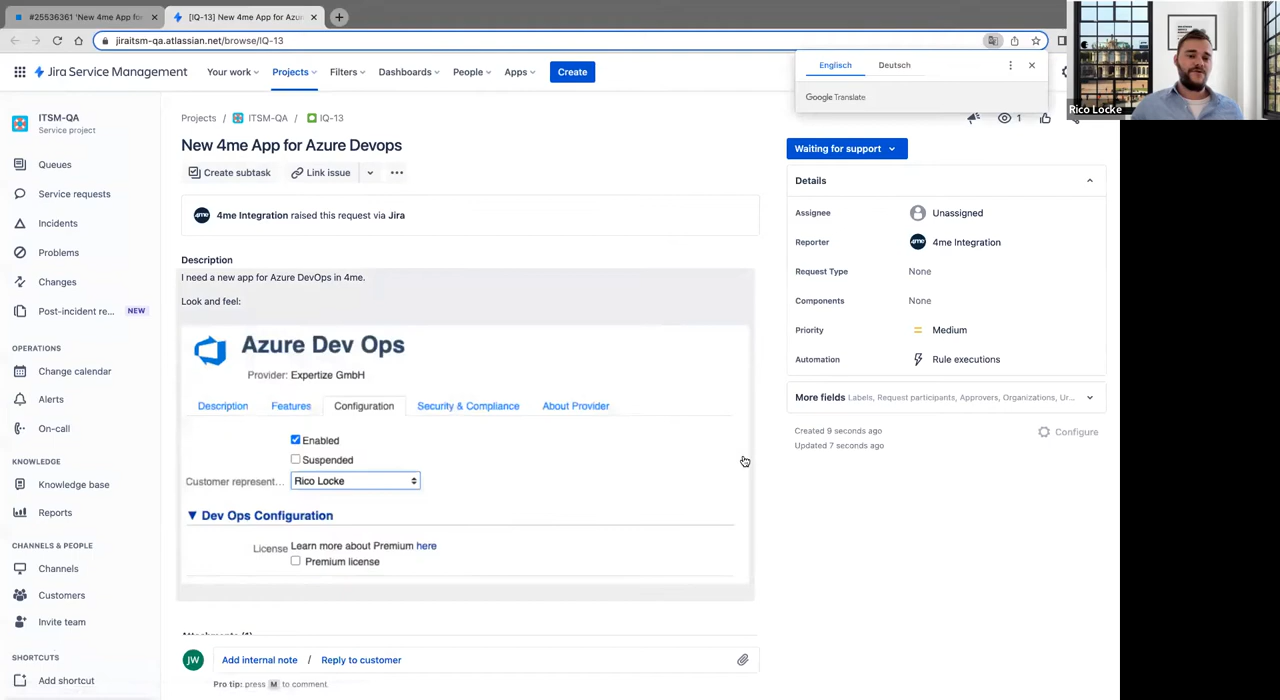 #25536361 'New 4me App fo
[IQ-13] New 4me App for Azur
jiraitsm-qa.atlassian.net/browse/IQ-13
Jira Service Management
Your work
Projects
Filters
Dashboards
People
Apps
Create
Englisch
Deutsch
Google Translate
Rico Locke
ITSM-QA
Service project
Queues
Service requests
Incidents
Problems
Changes
Post-incident re...
NEW
OPERATIONS
Change calendar
Alerts
On-call
KNOWLEDGE
Knowledge base
Reports
CHANNELS & PEOPLE
Channels
Customers
Invite team
SHORTCUTS
Add shortcut
Projects / ITSM-QA / IQ-13
New 4me App for Azure Devops
Create subtask
Link issue
4me Integration raised this request via Jira
Description
I need a new app for Azure DevOps in 4me.
Look and feel:
Azure Dev Ops
Provider: Expertize GmbH
Description
Features
Configuration
Security & Compliance
About Provider
Enabled
Suspended
Customer represent... Rico Locke
Dev Ops Configuration
License Learn more about Premium here
Premium license
Attachments (1)
JW
Add internal note / Reply to customer
Pro tip: press M to comment
1
Waiting for support
Details
Assignee
Unassigned
Reporter
4me
4me Integration
Request Type
None
Components
None
Priority
Medium
Automation
Rule executions
More fields Labels, Request participants, Approvers, Organizations, Ur...
Created 9 seconds ago
Updated 7 seconds ago
Configure